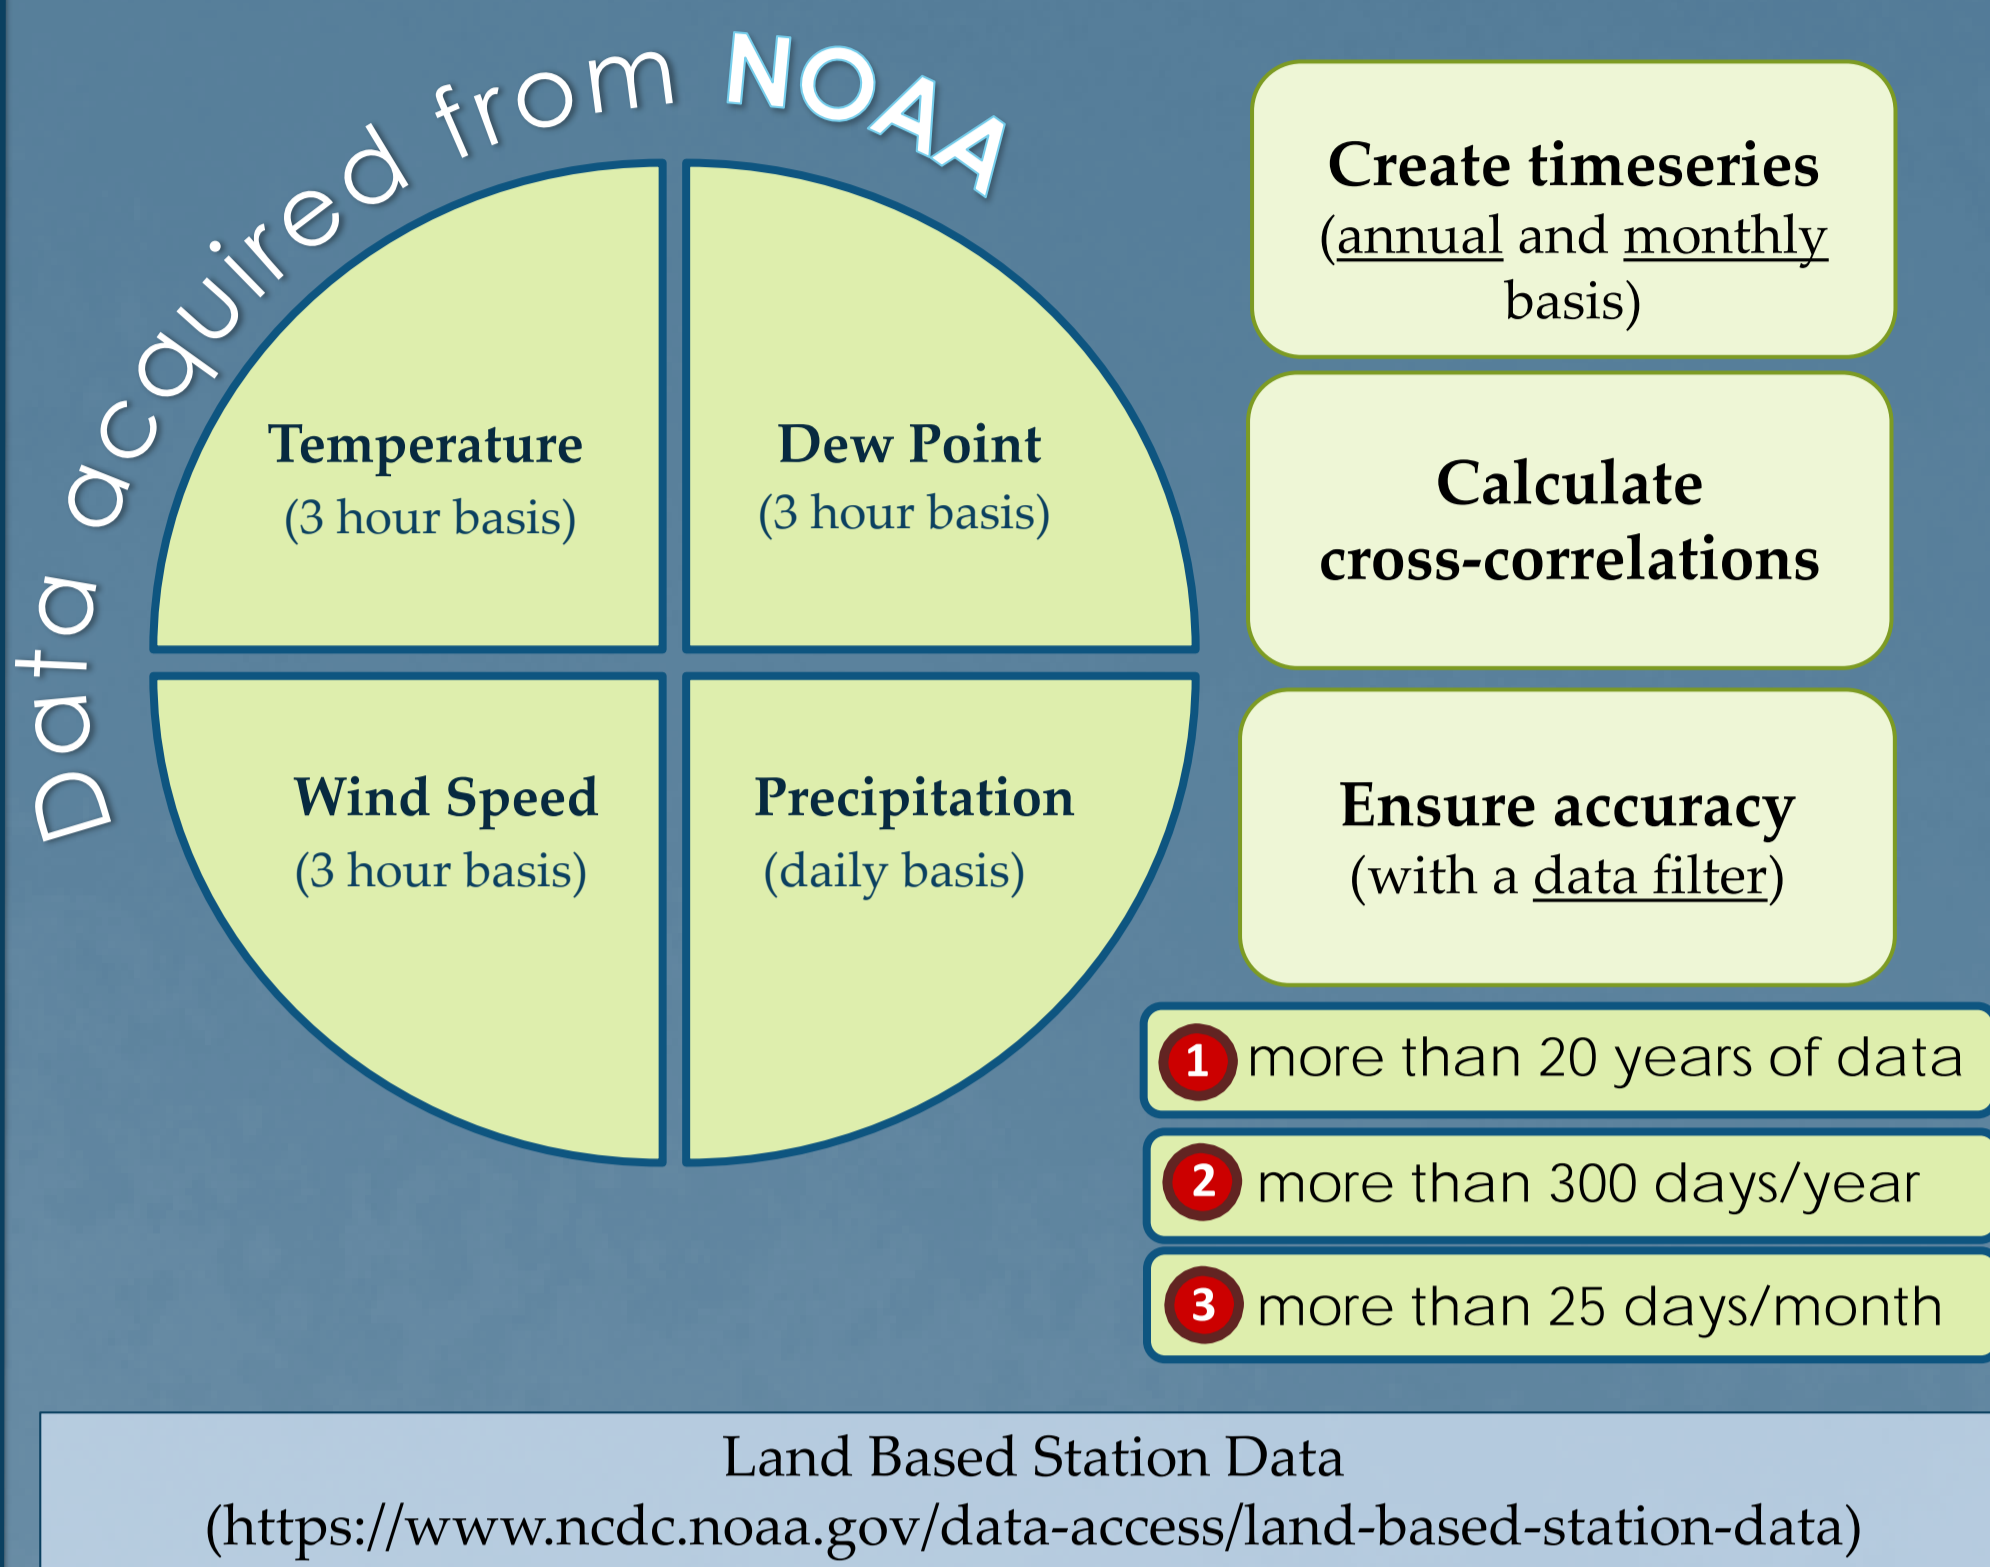 Data acquired from NOAA
Temperature
(3 hour basis)
Dew Point
(3 hour basis)
Wind Speed
(3 hour basis)
Precipitation
(daily basis)
Create timeseries
(annual and monthly
basis)
Calculate
cross-correlations
Ensure accuracy
(with a data filter)
1 more than 20 years of data
2 more than 300 days/year
3 more than 25 days/month
Land Based Station Data
(https://www.ncdc.noaa.gov/data-access/land-based-station-data)